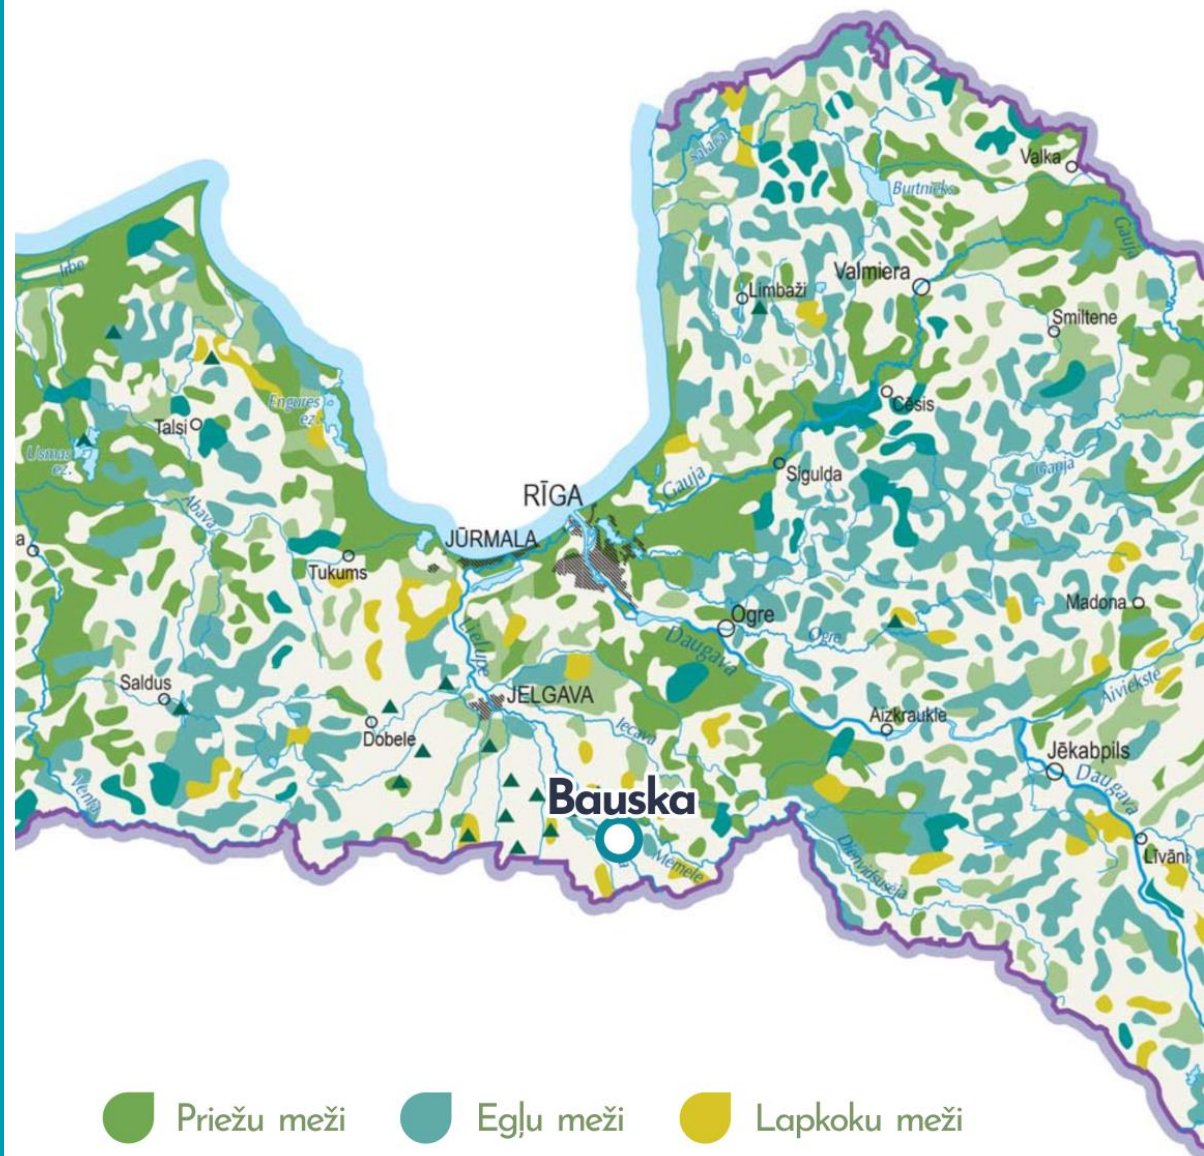 Salaca
Valka
Burtnieks
Gauja
Irbe
Valmiera
Limbaži
Smiltene
Engures
ez.
Cēsis
Talsi
Usmas
ez.
Gauja
Sigulda
Gauja
RĪGA
Abava
JŪRMALA
a
Tukums
Madona
Ogre
Ogre
Lielupe
Daugava
Saldus
JELGAVA
Aiviekste
Iecava
Aizkraukle
Dobele
Jēkabpils
Venta
Daugava
Bauska
Mēmele
Dienvidsusēja
Līvāni
Priežu meži
Egļu meži
Lapkoku meži